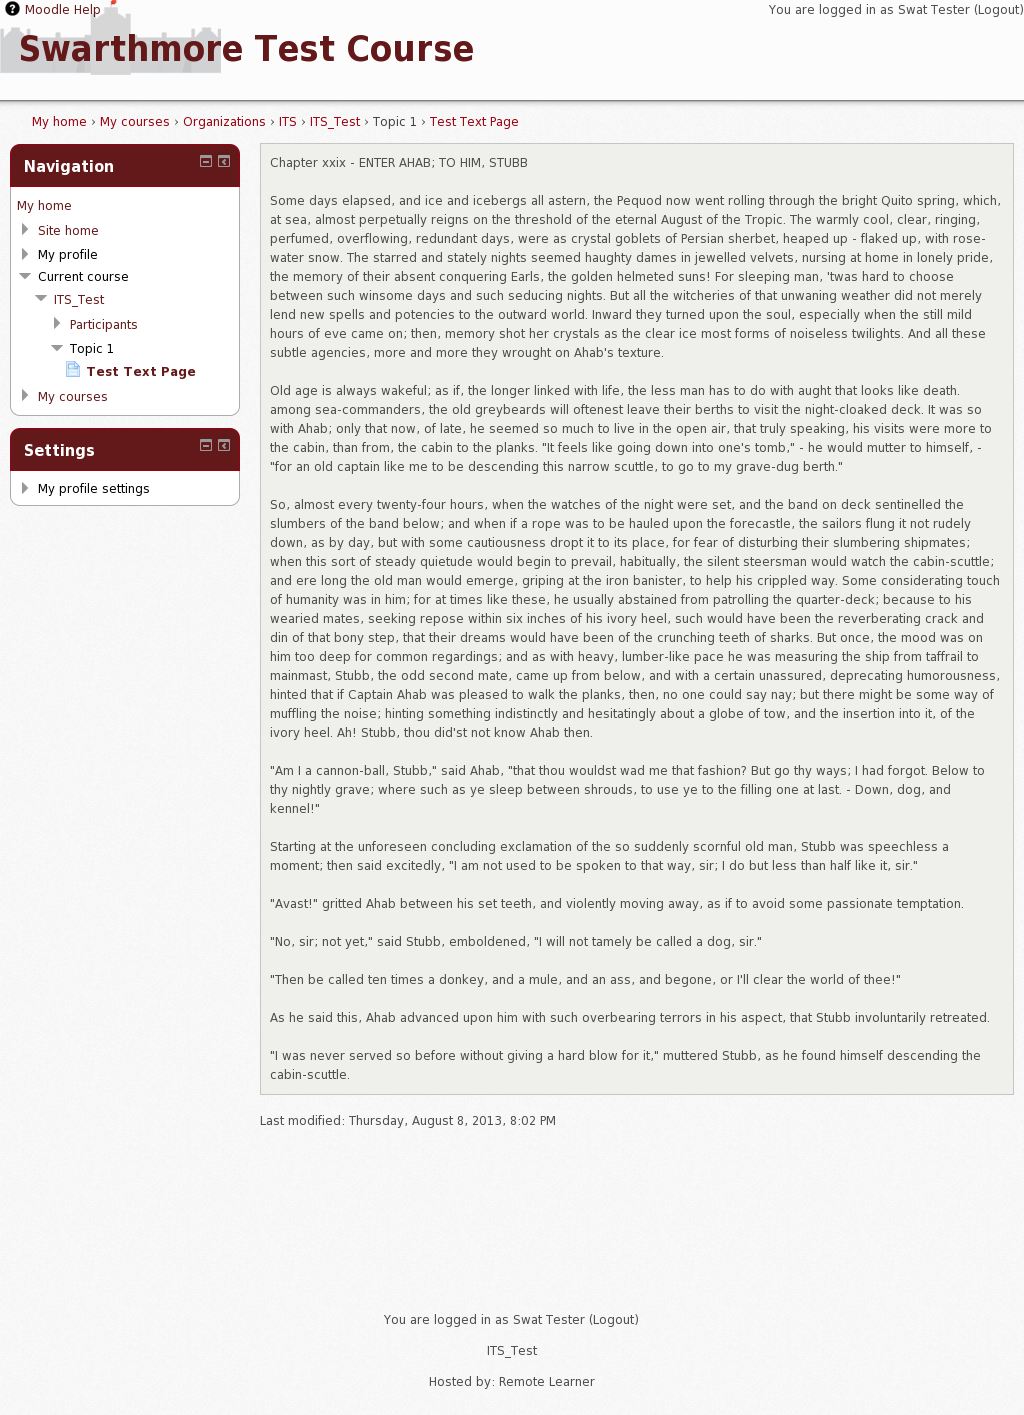 Moodle Help
You are logged in as Swat Tester (Logout)
Swarthmore Test Course
My home › My courses › Organizations › ITS › ITS_Test › Topic 1 › Test Text Page
Navigation
My home
Site home
My profile
Current course
ITS_Test
Participants
Topic 1
Test Text Page
My courses
Settings
My profile settings
Chapter xxix - ENTER AHAB; TO HIM, STUBB
Some days elapsed, and ice and icebergs all astern, the Pequod now went rolling through the bright Quito spring, which,
at sea, almost perpetually reigns on the threshold of the eternal August of the Tropic. The warmly cool, clear, ringing,
perfumed, overflowing, redundant days, were as crystal goblets of Persian sherbet, heaped up - flaked up, with rose-
water snow. The starred and stately nights seemed haughty dames in jewelled velvets, nursing at home in lonely pride,
the memory of their absent conquering Earls, the golden helmeted suns! For sleeping man, 'twas hard to choose
between such winsome days and such seducing nights. But all the witcheries of that unwaning weather did not merely
lend new spells and potencies to the outward world. Inward they turned upon the soul, especially when the still mild
hours of eve came on; then, memory shot her crystals as the clear ice most forms of noiseless twilights. And all these
subtle agencies, more and more they wrought on Ahab's texture.
Old age is always wakeful; as if, the longer linked with life, the less man has to do with aught that looks like death.
among sea-commanders, the old greybeards will oftenest leave their berths to visit the night-cloaked deck. It was so
with Ahab; only that now, of late, he seemed so much to live in the open air, that truly speaking, his visits were more to
the cabin, than from, the cabin to the planks. "It feels like going down into one's tomb," - he would mutter to himself, -
"for an old captain like me to be descending this narrow scuttle, to go to my grave-dug berth."
So, almost every twenty-four hours, when the watches of the night were set, and the band on deck sentinelled the
slumbers of the band below; and when if a rope was to be hauled upon the forecastle, the sailors flung it not rudely
down, as by day, but with some cautiousness dropt it to its place, for fear of disturbing their slumbering shipmates;
when this sort of steady quietude would begin to prevail, habitually, the silent steersman would watch the cabin-scuttle;
and ere long the old man would emerge, griping at the iron banister, to help his crippled way. Some considerating touch
of humanity was in him; for at times like these, he usually abstained from patrolling the quarter-deck; because to his
wearied mates, seeking repose within six inches of his ivory heel, such would have been the reverberating crack and
din of that bony step, that their dreams would have been of the crunching teeth of sharks. But once, the mood was on
him too deep for common regardings; and as with heavy, lumber-like pace he was measuring the ship from taffrail to
mainmast, Stubb, the odd second mate, came up from below, and with a certain unassured, deprecating humorousness,
hinted that if Captain Ahab was pleased to walk the planks, then, no one could say nay; but there might be some way of
muffling the noise; hinting something indistinctly and hesitatingly about a globe of tow, and the insertion into it, of the
ivory heel. Ah! Stubb, thou did'st not know Ahab then.
"Am I a cannon-ball, Stubb," said Ahab, "that thou wouldst wad me that fashion? But go thy ways; I had forgot. Below to
thy nightly grave; where such as ye sleep between shrouds, to use ye to the filling one at last. - Down, dog, and
kennel!"
Starting at the unforeseen concluding exclamation of the so suddenly scornful old man, Stubb was speechless a
moment; then said excitedly, "I am not used to be spoken to that way, sir; I do but less than half like it, sir."
"Avast!" gritted Ahab between his set teeth, and violently moving away, as if to avoid some passionate temptation.
"No, sir; not yet," said Stubb, emboldened, "I will not tamely be called a dog, sir."
"Then be called ten times a donkey, and a mule, and an ass, and begone, or I'll clear the world of thee!"
As he said this, Ahab advanced upon him with such overbearing terrors in his aspect, that Stubb involuntarily retreated.
"I was never served so before without giving a hard blow for it," muttered Stubb, as he found himself descending the
cabin-scuttle.
Last modified: Thursday, August 8, 2013, 8:02 PM
You are logged in as Swat Tester (Logout)
ITS_Test
Hosted by: Remote Learner